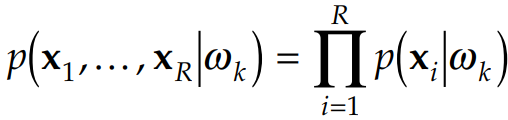 p(x₁,…,x_R|ω_k) = ∏_{i=1}^{R} p(x_i|ω_k)